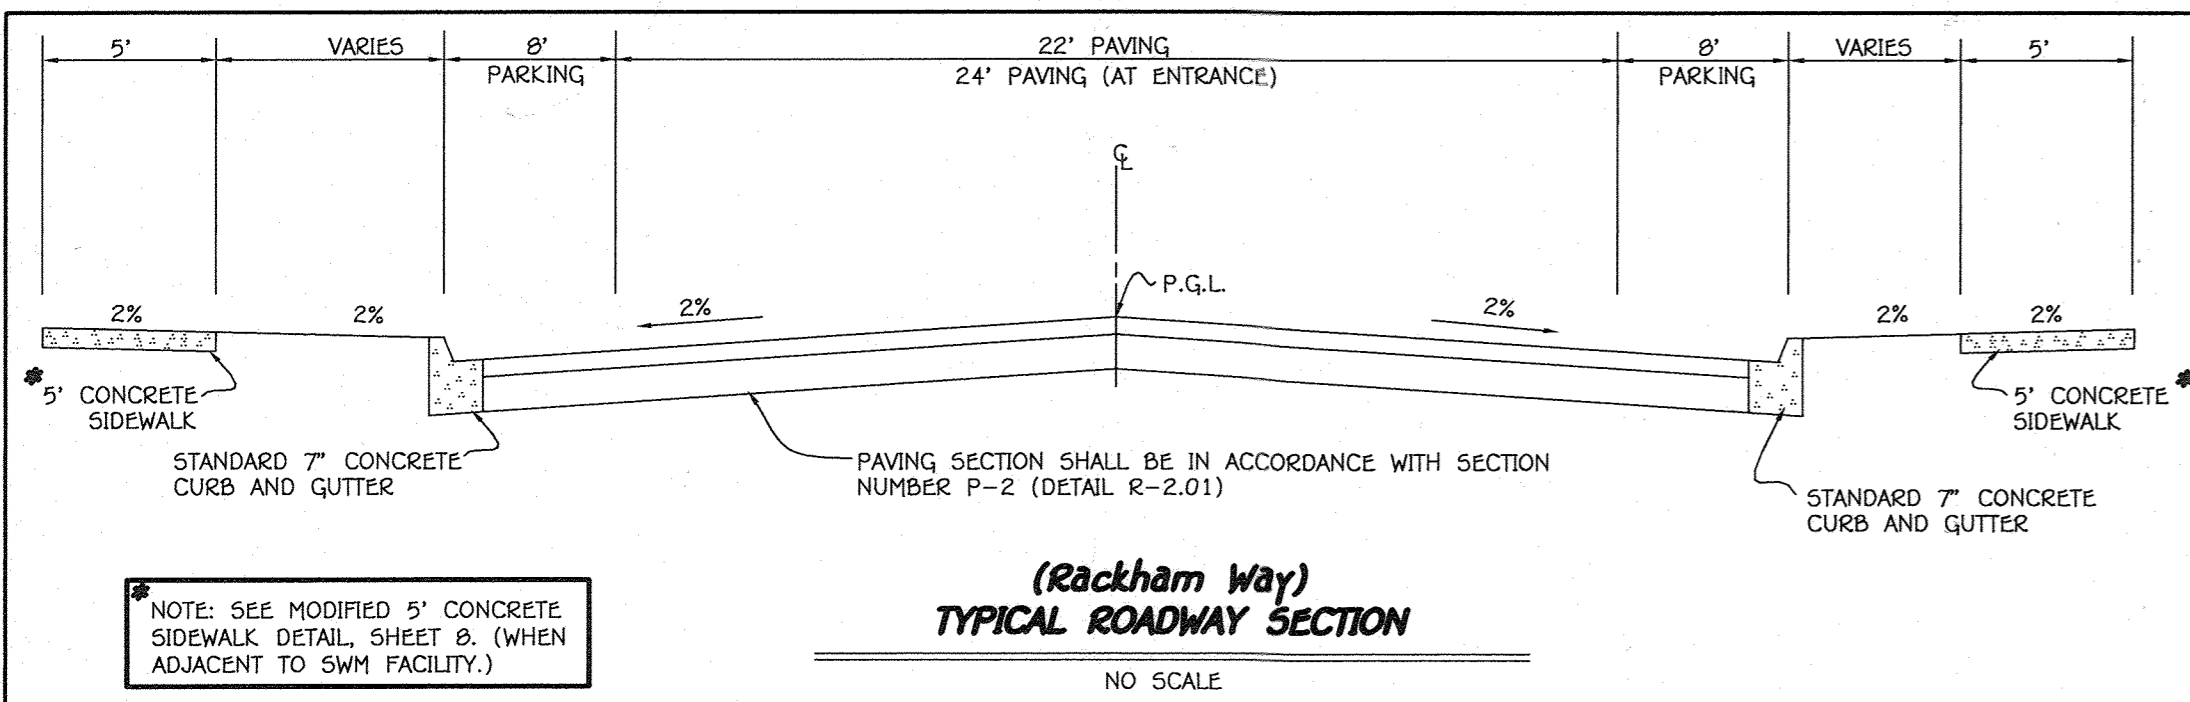 5' VARIES 8' 22' PAVING 8' VARIES 5'
PARKING 24' PAVING (AT ENTRANCE) PARKING
℄
P.G.L.
2% 2% 2% 2% 2% 2%
* 5' CONCRETE
SIDEWALK
5' CONCRETE *
SIDEWALK
STANDARD 7" CONCRETE
CURB AND GUTTER
PAVING SECTION SHALL BE IN ACCORDANCE WITH SECTION
NUMBER P-2 (DETAIL R-2.01)
STANDARD 7" CONCRETE
CURB AND GUTTER
* NOTE: SEE MODIFIED 5' CONCRETE
SIDEWALK DETAIL, SHEET 8. (WHEN
ADJACENT TO SWM FACILITY.)
(Rackham Way)
TYPICAL ROADWAY SECTION
NO SCALE